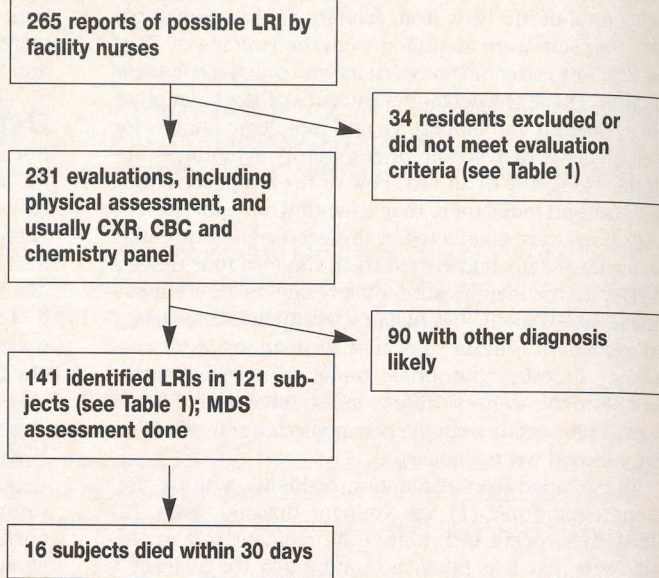 265 reports of possible LRI by
facility nurses
34 residents excluded or
did not meet evaluation
criteria (see Table 1)
231 evaluations, including
physical assessment, and
usually CXR, CBC and
chemistry panel
90 with other diagnosis
likely
141 identified LRIs in 121 sub-
jects (see Table 1); MDS
assessment done
16 subjects died within 30 days